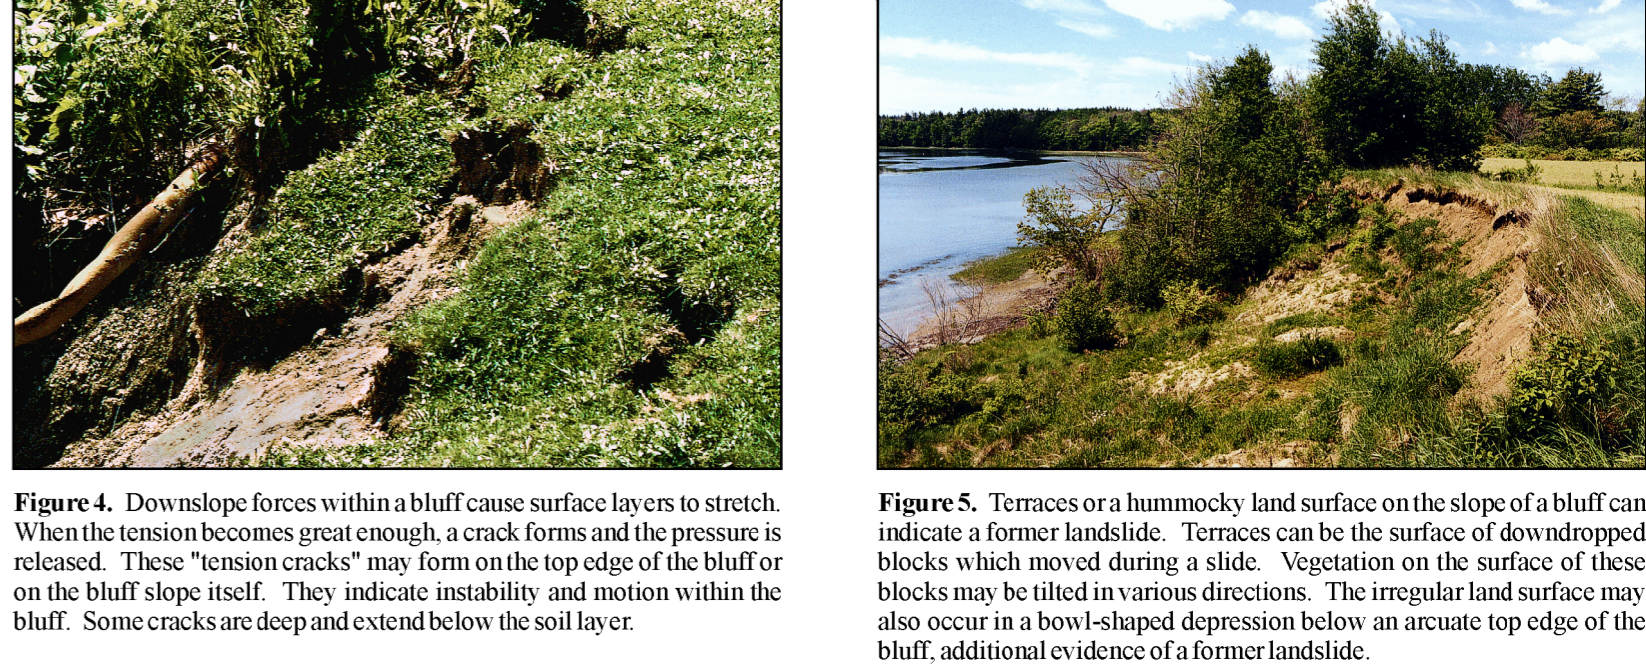 Figure 4. Downslope forces within a bluff cause surface layers to stretch.
When the tension becomes great enough, a crack forms and the pressure is
released. These "tension cracks" may form on the top edge of the bluff or
on the bluff slope itself. They indicate instability and motion within the
bluff. Some cracks are deep and extend below the soil layer.
Figure 5. Terraces or a hummocky land surface on the slope of a bluff can
indicate a former landslide. Terraces can be the surface of downdropped
blocks which moved during a slide. Vegetation on the surface of these
blocks may be tilted in various directions. The irregular land surface may
also occur in a bowl-shaped depression below an arcuate top edge of the
bluff, additional evidence of a former landslide.